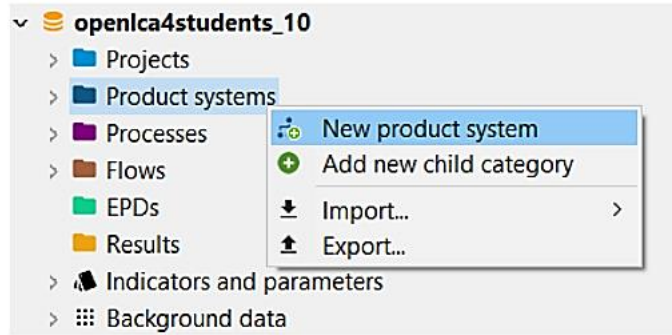 openlca4students_10
Projects
Product systems
Processes
New product system
Flows
Add new child category
EPDs
Import...
Results
Export...
Indicators and parameters
Background data